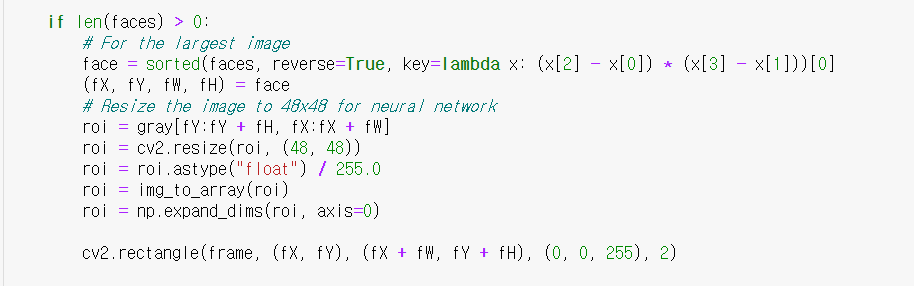 if len(faces) > 0:
    # For the largest image
    face = sorted(faces, reverse=True, key=lambda x: (x[2] - x[0]) * (x[3] - x[1]))[0]
    (fX, fY, fW, fH) = face
    # Resize the image to 48x48 for neural network
    roi = gray[fY:fY + fH, fX:fX + fW]
    roi = cv2.resize(roi, (48, 48))
    roi = roi.astype("float") / 255.0
    roi = img_to_array(roi)
    roi = np.expand_dims(roi, axis=0)

    cv2.rectangle(frame, (fX, fY), (fX + fW, fY + fH), (0, 0, 255), 2)